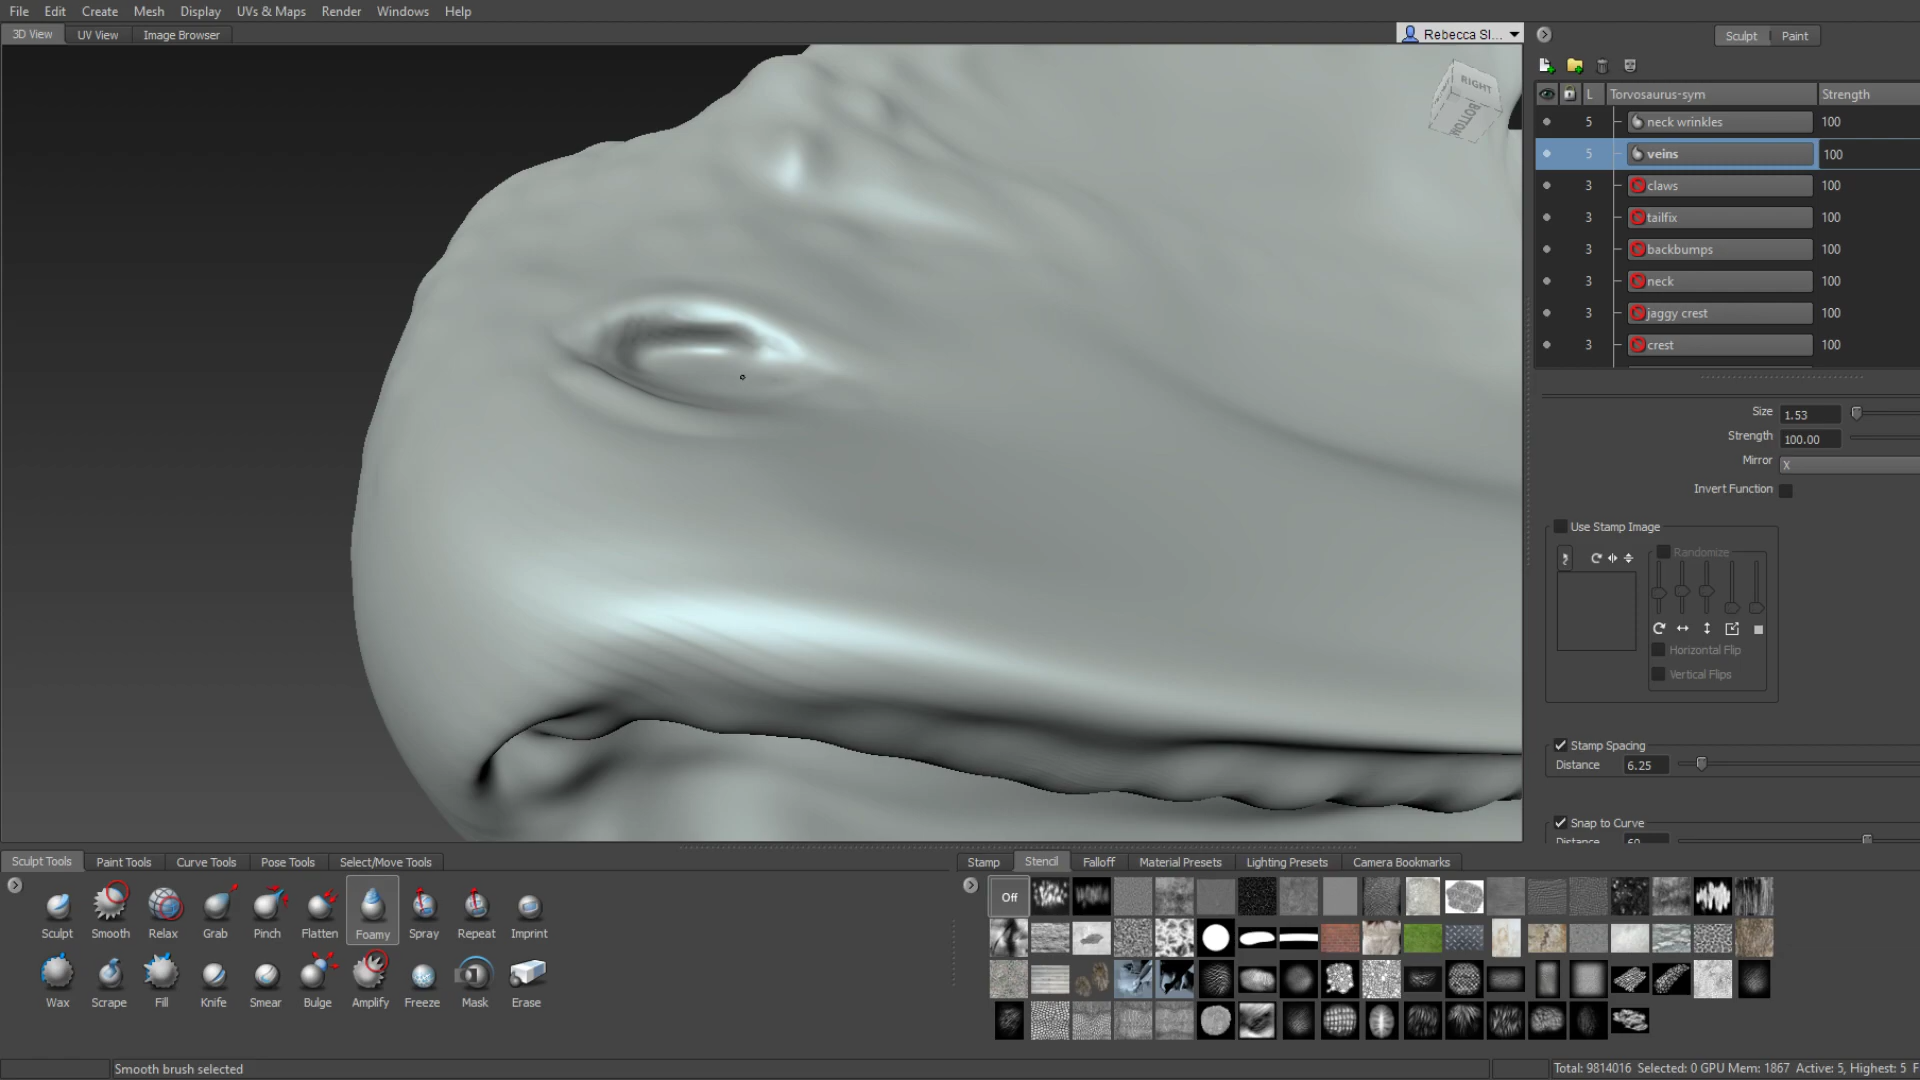 File Edit Create Mesh Display UVs & Maps Render Windows Help
3D View UV View Image Browser
Rebecca Sl...
Sculpt Paint
RIGHT
BOTTOM
L Torvosaurus-sym Strength
5 neck wrinkles 100
5 veins 100
3 claws 100
3 tailfix 100
3 backbumps 100
3 neck 100
3 jaggy crest 100
3 crest 100
Size 1.53
Strength 100.00
Mirror X
Invert Function
Use Stamp Image
Randomize
Horizontal Flip
Vertical Flips
Stamp Spacing
Distance 6.25
Snap to Curve
Distance 60
Sculpt Tools Paint Tools Curve Tools Pose Tools Select/Move Tools
Stamp Stencil Falloff Material Presets Lighting Presets Camera Bookmarks
Off
Sculpt Smooth Relax Grab Pinch Flatten Foamy Spray Repeat Imprint
Wax Scrape Fill Knife Smear Bulge Amplify Freeze Mask Erase
Smooth brush selected
Total: 9814016 Selected: 0 GPU Mem: 1867 Active: 5, Highest: 5 F